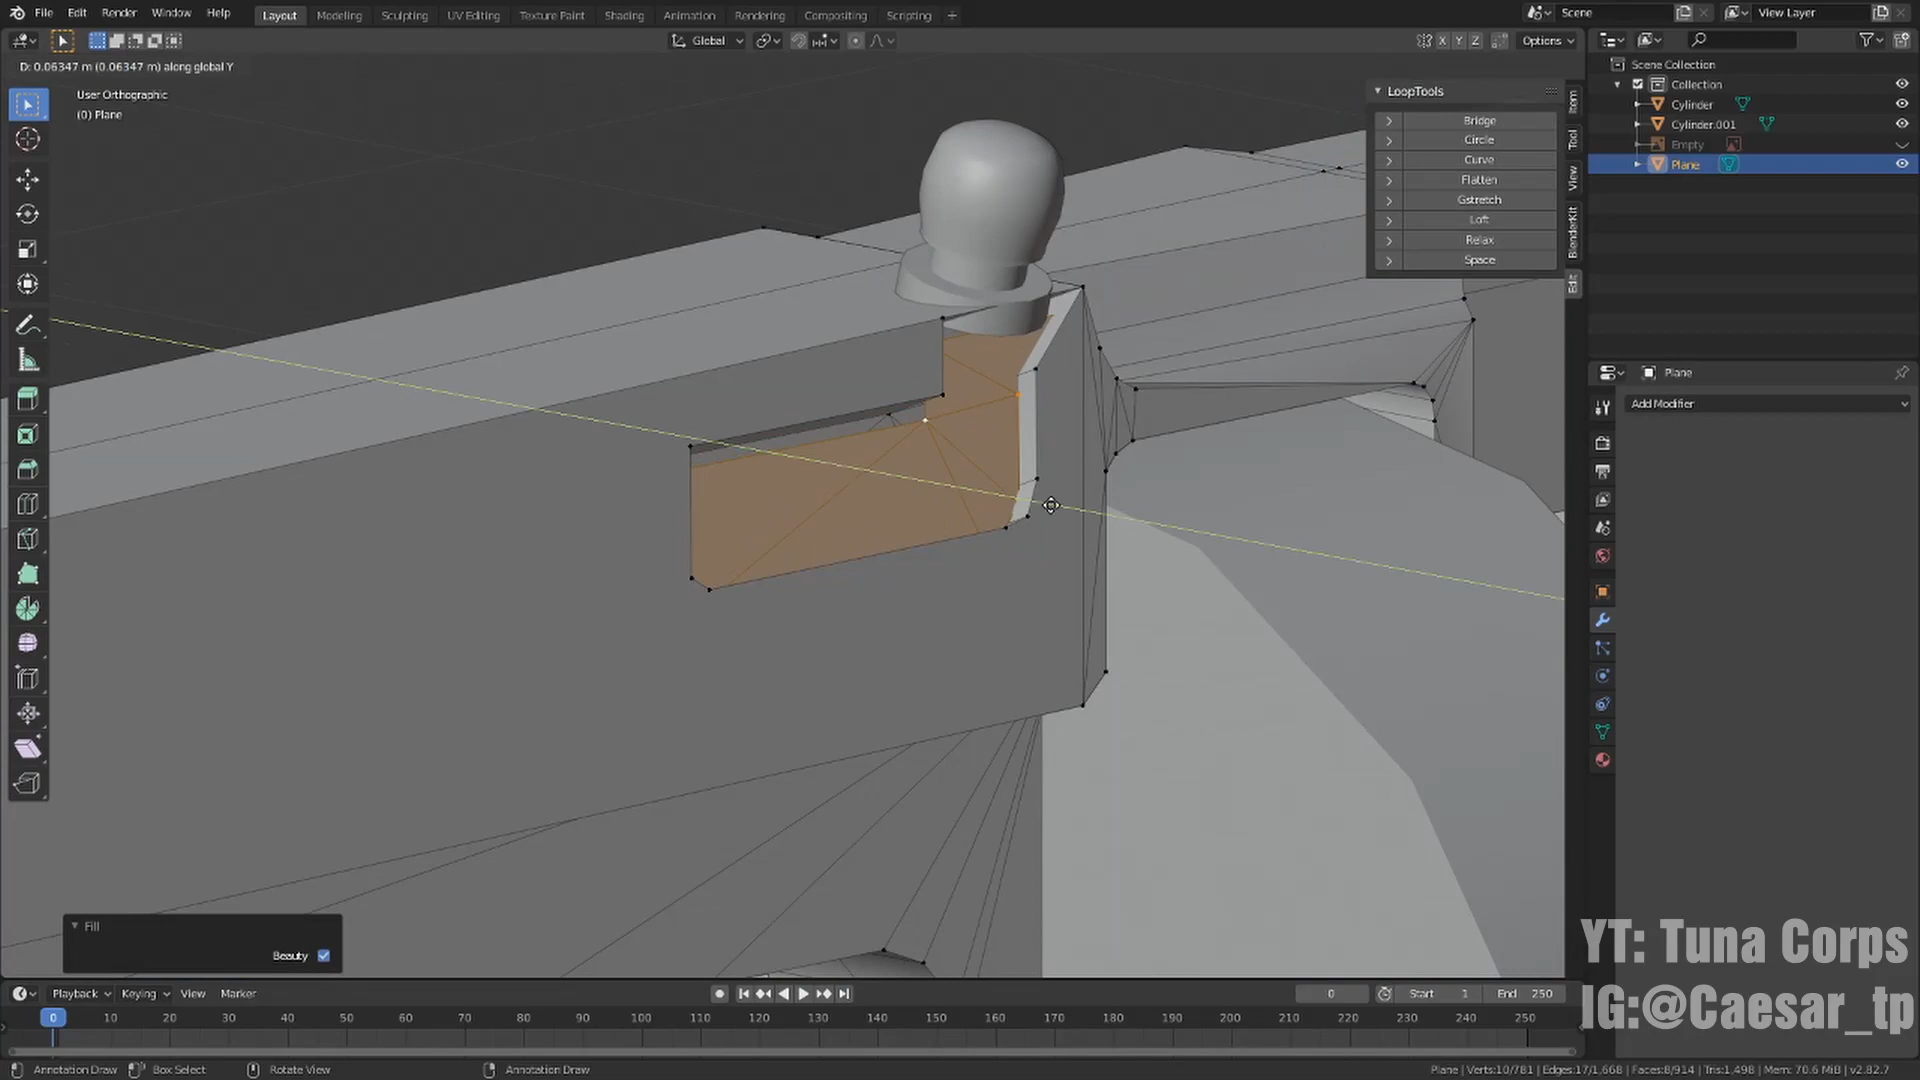 File Edit Render Window Help Layout Modeling Sculpting UV Editing Texture Paint Shading Animation Rendering Compositing Scripting + Scene View Layer
Global X Y Z Options
D: 0.06347 m (0.06347 m) along global Y
User Orthographic
(0) Plane
LoopTools
Bridge
Circle
Curve
Flatten
Gstretch
Loft
Relax
Space
Item
Tool
View
BlenderKit
Edit
Scene Collection
Collection
Cylinder
Cylinder.001
Empty
Plane
Plane
Add Modifier
Fill
Beauty
YT: Tuna Corps
IG:@Caesar_tp
Playback Keying View Marker 0 Start 1 End 250
0 10 20 30 40 50 60 70 80 90 100 110 120 130 140 150 160 170 180 190 200 210 220 230 240 250
Annotation Draw Box Select Rotate View Annotation Draw Plane | Verts:10/781 | Edges:17/1,668 | Faces:8/914 | Tris:1,498 | Mem: 70.6 MiB | v2.82.7